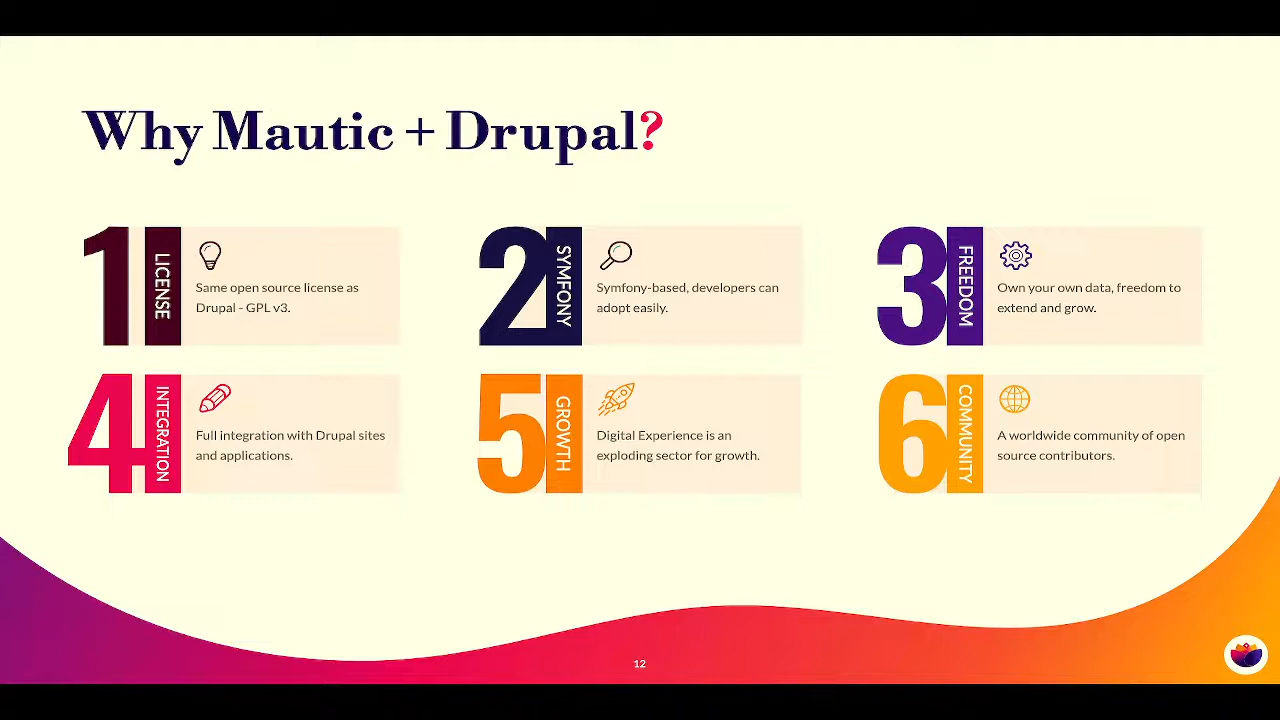 Why Mautic + Drupal?
1
LICENSE
Same open source license as
Drupal - GPL v3.
2
SYMFONY
Symfony-based, developers can
adopt easily.
3
FREEDOM
Own your own data, freedom to
extend and grow.
4
INTEGRATION
Full integration with Drupal sites
and applications.
5
GROWTH
Digital Experience is an
exploding sector for growth.
6
COMMUNITY
A worldwide community of open
source contributors.
12